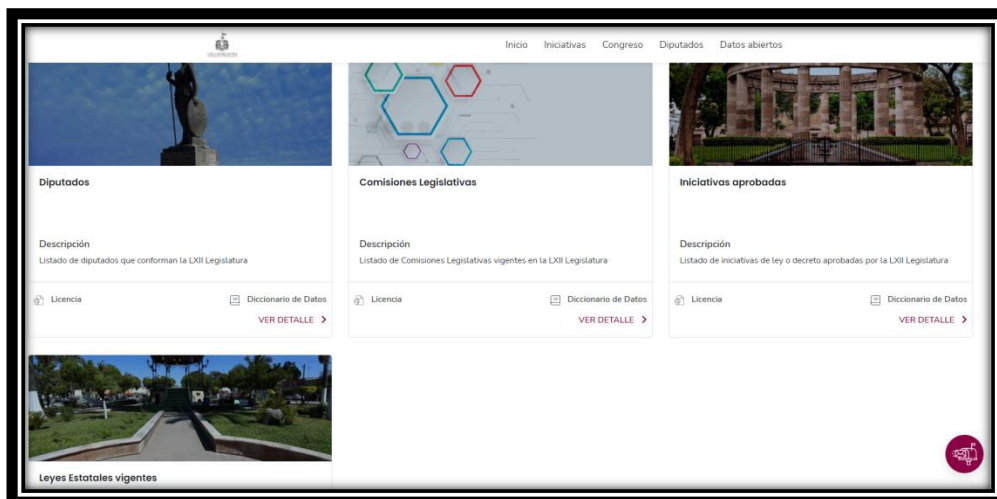 Inicio Iniciativas Congreso Diputados Datos abiertos
Diputados
Descripción
Listado de diputados que conforman la LXII Legislatura
Licencia
Diccionario de Datos
VER DETALLE
Comisiones Legislativas
Descripción
Listado de Comisiones Legislativas vigentes en la LXII Legislatura
Licencia
Diccionario de Datos
VER DETALLE
Iniciativas aprobadas
Descripción
Listado de iniciativas de ley o decreto aprobadas por la LXII Legislatura
Licencia
Diccionario de Datos
VER DETALLE
Leyes Estatales vigentes